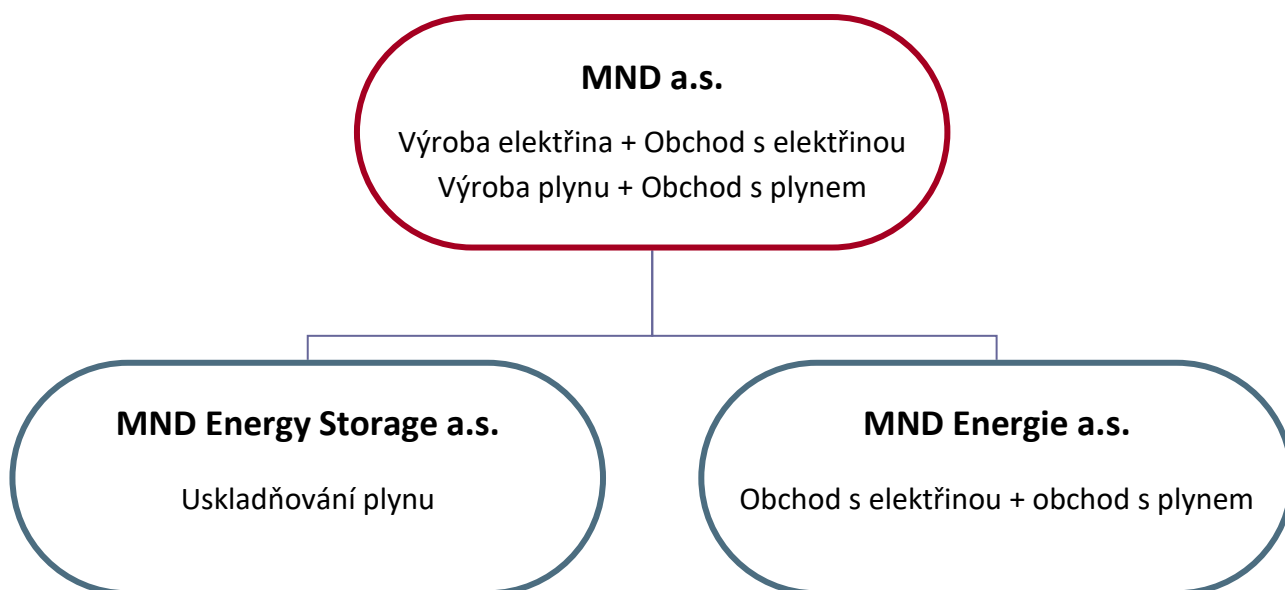 MND a.s.
Výroba elektřina + Obchod s elektřinou
Výroba plynu + Obchod s plynem
MND Energy Storage a.s.
Uskladňování plynu
MND Energie a.s.
Obchod s elektřinou + obchod s plynem